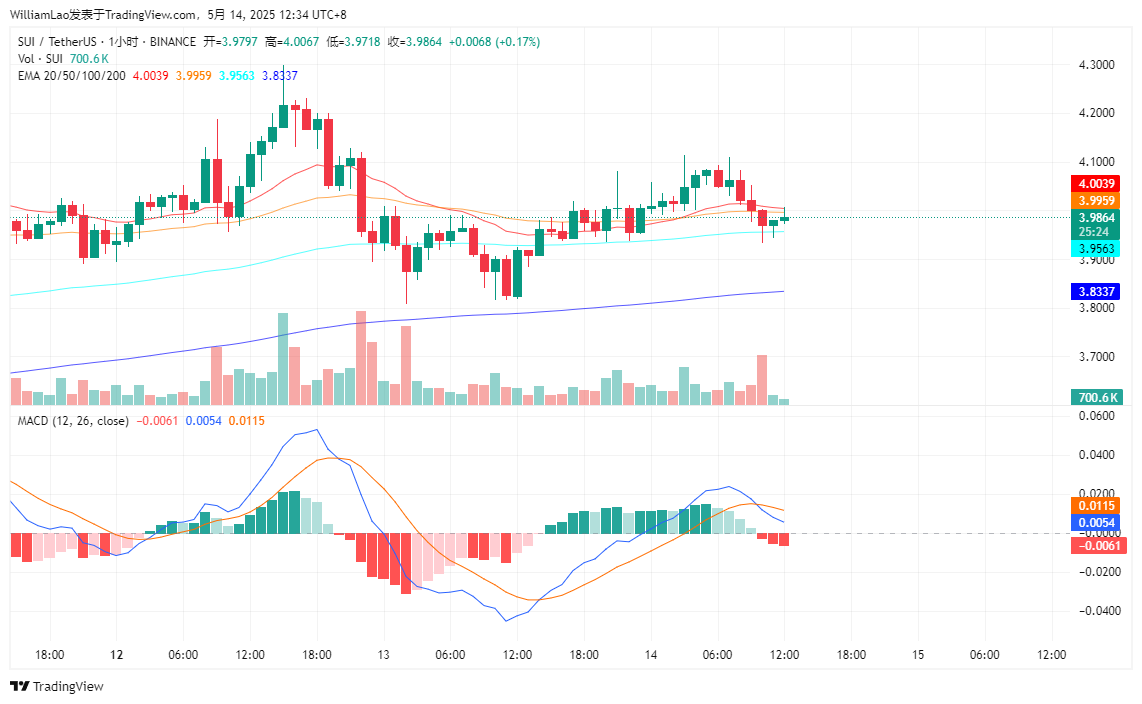 WilliamLao发表于TradingView.com，5月 14, 2025 12:34 UTC+8
SUI / TetherUS · 1小时 · BINANCE 开=3.9797 高=4.0067 低=3.9718 收=3.9864 +0.0068 (+0.17%)
Vol · SUI 700.6 K
EMA 20/50/100/200 4.0039 3.9959 3.9563 3.8337
4.3000
4.2000
4.1000
4.0039
3.9959
3.9864
25:24
3.9563
3.9000
3.8337
3.8000
3.7000
700.6 K
MACD (12, 26, close) −0.0061 0.0054 0.0115
0.0600
0.0400
0.0200
0.0115
0.0054
−0.0000
−0.0061
−0.0200
−0.0400
18:00 12 06:00 12:00 18:00 13 06:00 12:00 18:00 14 06:00 12:00 18:00 15 06:00 12:00
TradingView